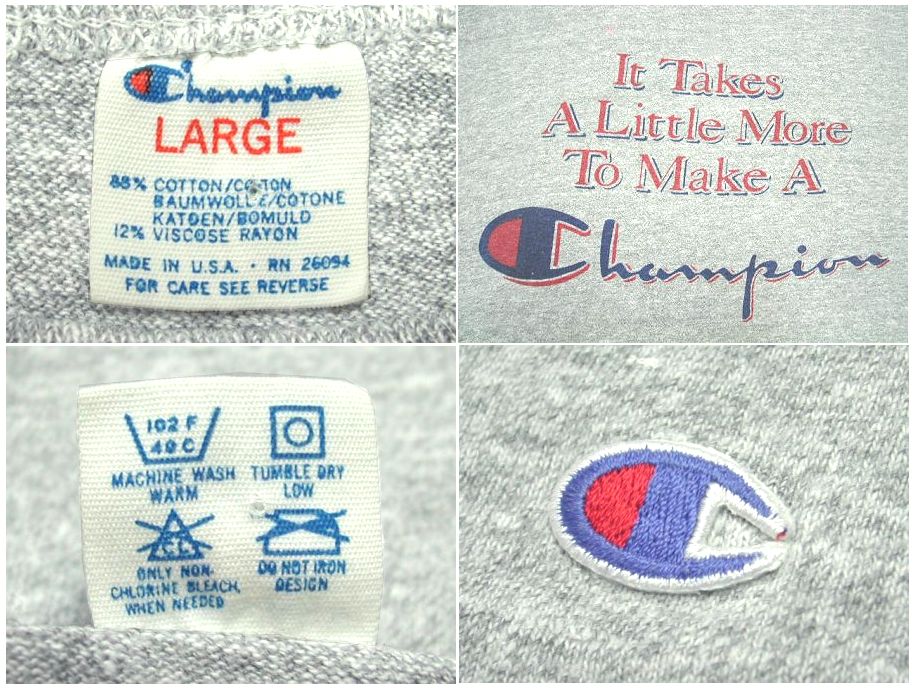 Champion
LARGE
88% COTTON/COTON
BAUMWOLLE/COTONE
KATOEN/BOMULD
12% VISCOSE RAYON
MADE IN U.S.A. · RN 26094
FOR CARE SEE REVERSE
It Takes
A Little More
To Make A
Champion
102 F
40 C
MACHINE WASH
WARM
TUMBLE DRY
LOW
CL
ONLY NON-
CHLORINE BLEACH,
WHEN NEEDED
DO NOT IRON
DESIGN